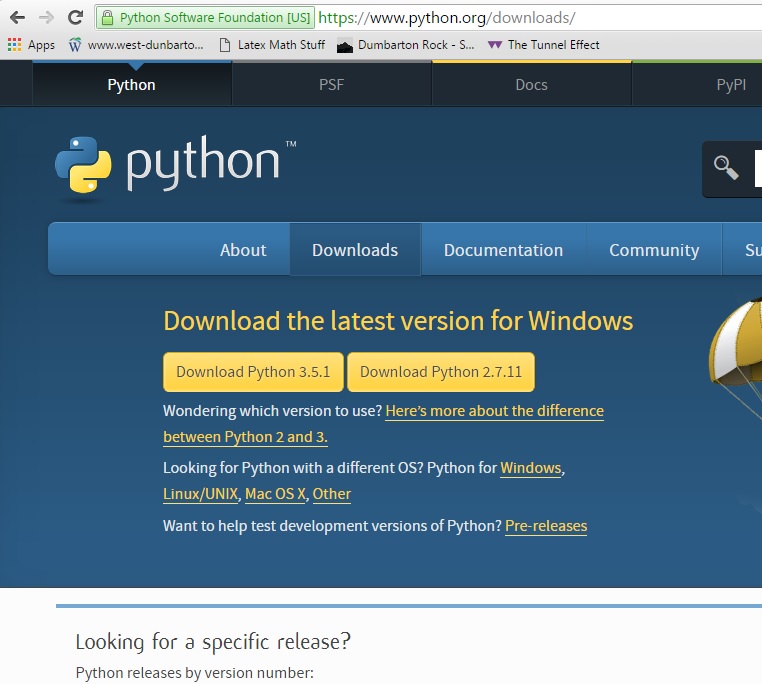 Python Software Foundation [US] https://www.python.org/downloads/
Apps www.west-dunbarto... Latex Math Stuff Dumbarton Rock - S... The Tunnel Effect
Python PSF Docs PyPI
python™
About Downloads Documentation Community Su
Download the latest version for Windows
Download Python 3.5.1 Download Python 2.7.11
Wondering which version to use? Here's more about the difference
between Python 2 and 3.
Looking for Python with a different OS? Python for Windows,
Linux/UNIX, Mac OS X, Other
Want to help test development versions of Python? Pre-releases
Looking for a specific release?
Python releases by version number: